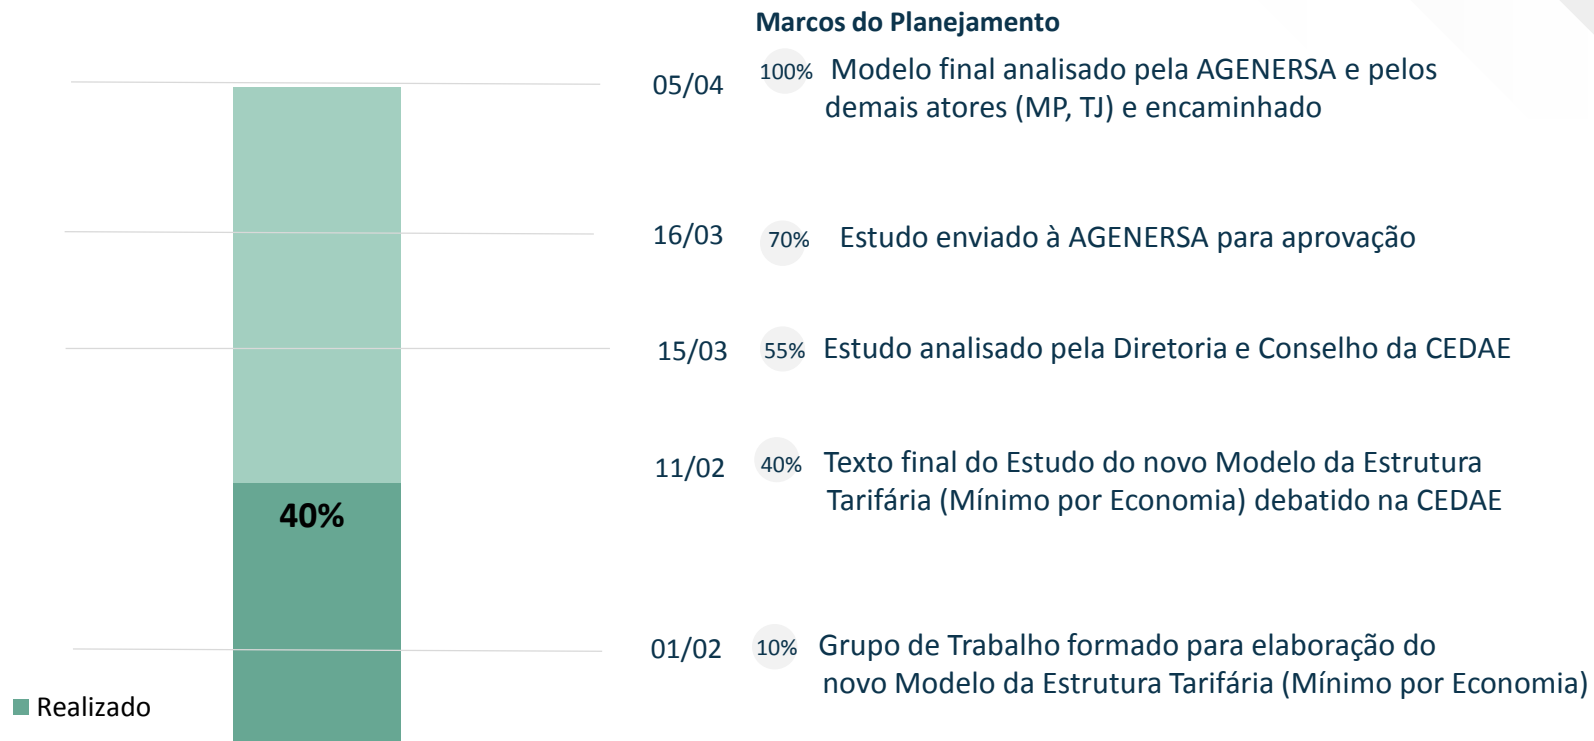 Marcos do Planejamento
05/04
100% Modelo final analisado pela AGENERSA e pelos
demais atores (MP, TJ) e encaminhado
16/03
70% Estudo enviado à AGENERSA para aprovação
15/03
55% Estudo analisado pela Diretoria e Conselho da CEDAE
11/02
40% Texto final do Estudo do novo Modelo da Estrutura
Tarifária (Mínimo por Economia) debatido na CEDAE
40%
01/02
10% Grupo de Trabalho formado para elaboração do
novo Modelo da Estrutura Tarifária (Mínimo por Economia)
Realizado